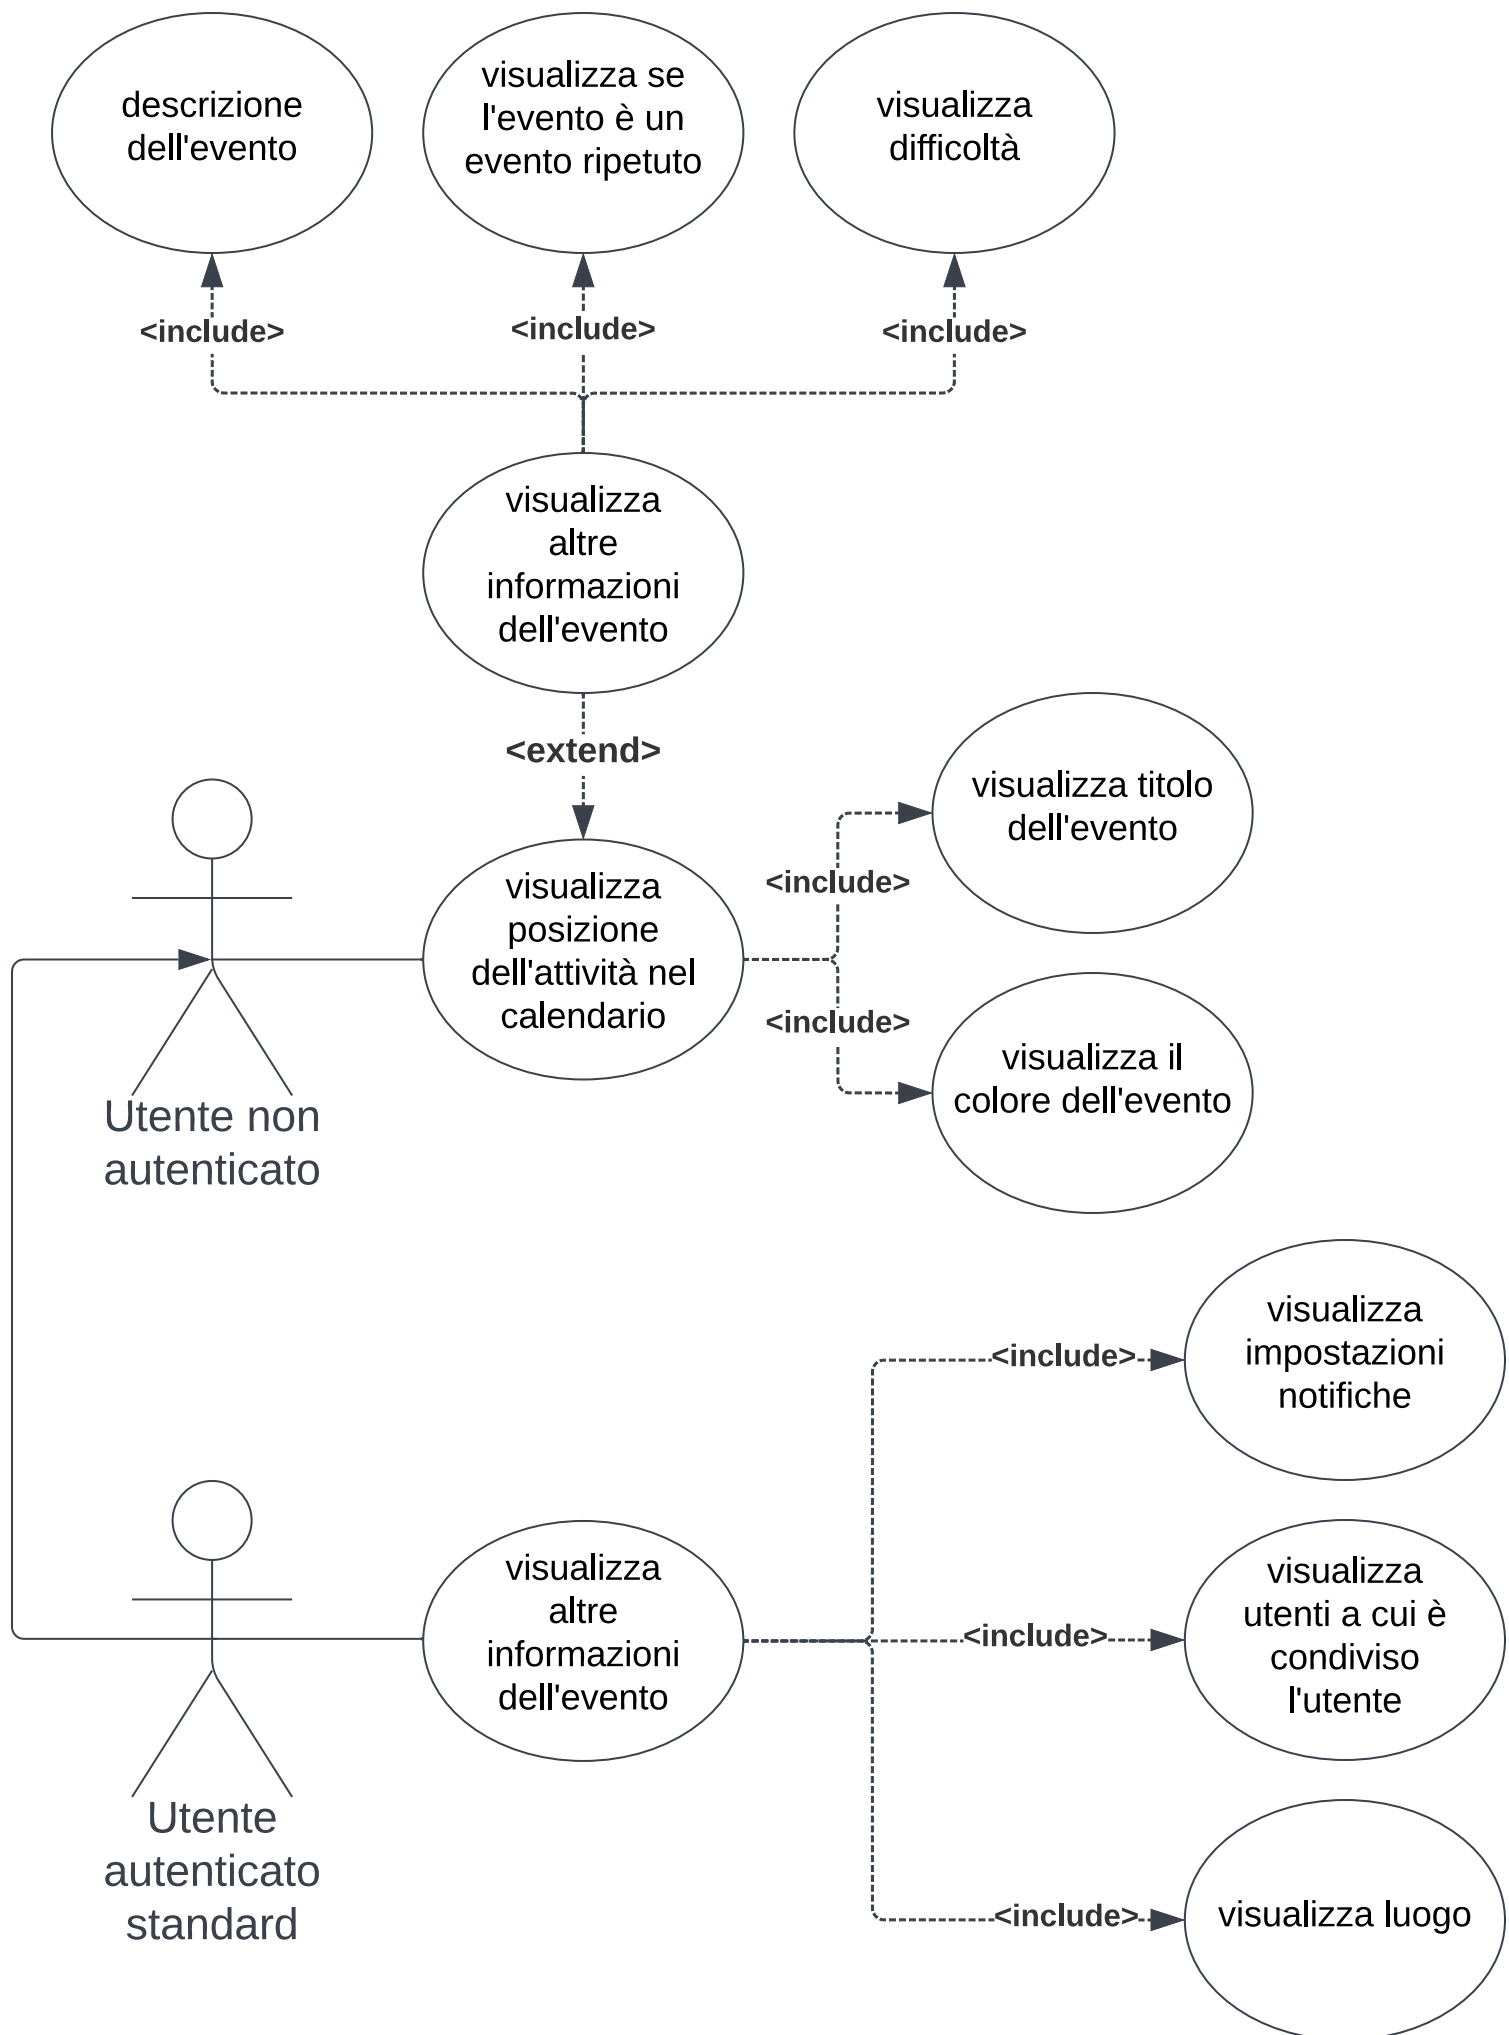 descrizione
dell'evento
visualizza se
l'evento è un
evento ripetuto
visualizza
difficoltà
<include>
<include>
<include>
visualizza
altre
informazioni
dell'evento
<extend>
visualizza titolo
dell'evento
<include>
visualizza
posizione
dell'attività nel
calendario
<include>
visualizza il
colore dell'evento
Utente non
autenticato
visualizza
impostazioni
notifiche
<include>
visualizza
altre
informazioni
dell'evento
<include>
visualizza
utenti a cui è
condiviso
l'utente
Utente
autenticato
standard
<include>
visualizza luogo